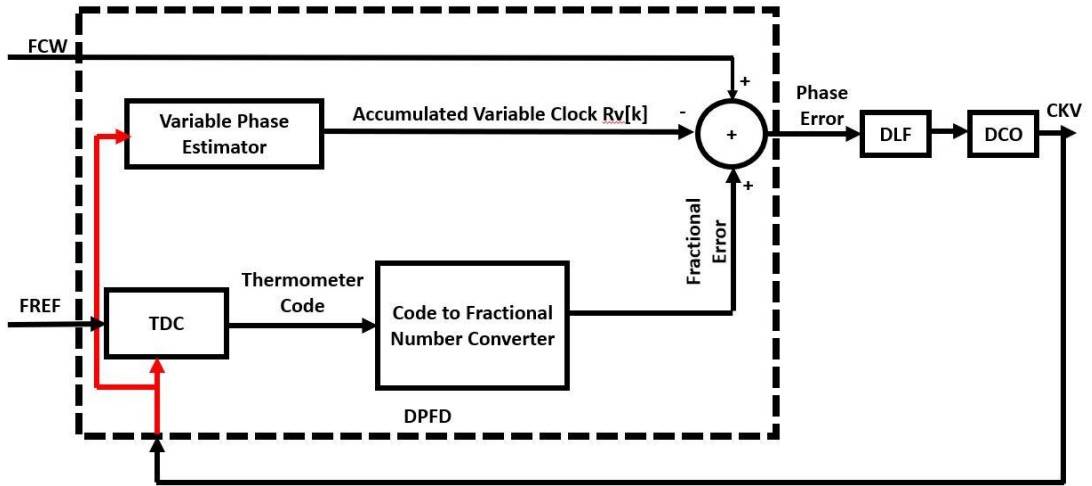 FCW
+
Phase
Error
CKV
Variable Phase
Estimator
Accumulated Variable Clock Rv[k]
-
+
DLF
DCO
+
Fractional
Error
Thermometer
Code
FREF
TDC
Code to Fractional
Number Converter
DPFD